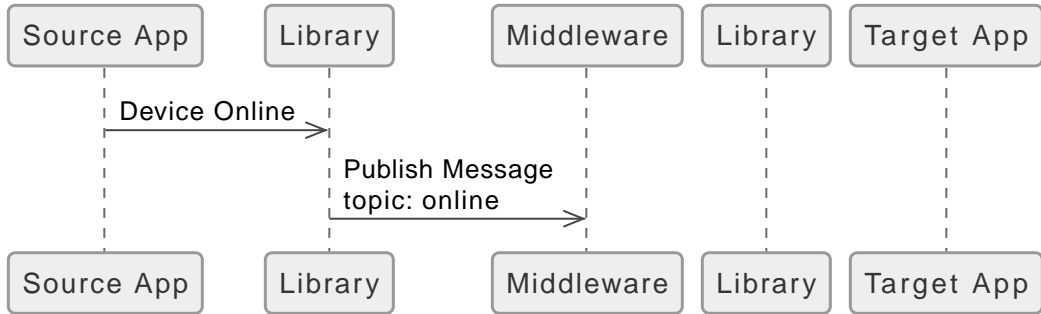 Source App
Library
Middleware
Library
Target App
Device Online
Publish Message
topic: online
Source App
Library
Middleware
Library
Target App